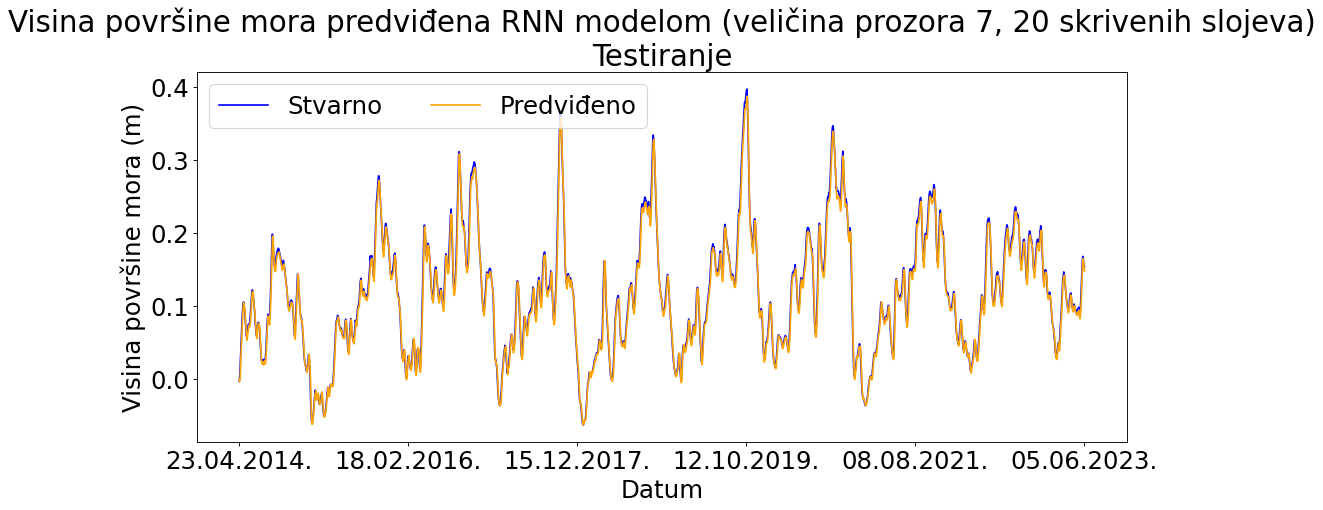 Visina površine mora predviđena RNN modelom (veličina prozora 7, 20 skrivenih slojeva)
Testiranje
Stvarno Predviđeno
Visina površine mora (m)
0.4
0.3
0.2
0.1
0.0
23.04.2014. 18.02.2016. 15.12.2017. 12.10.2019. 08.08.2021. 05.06.2023.
Datum